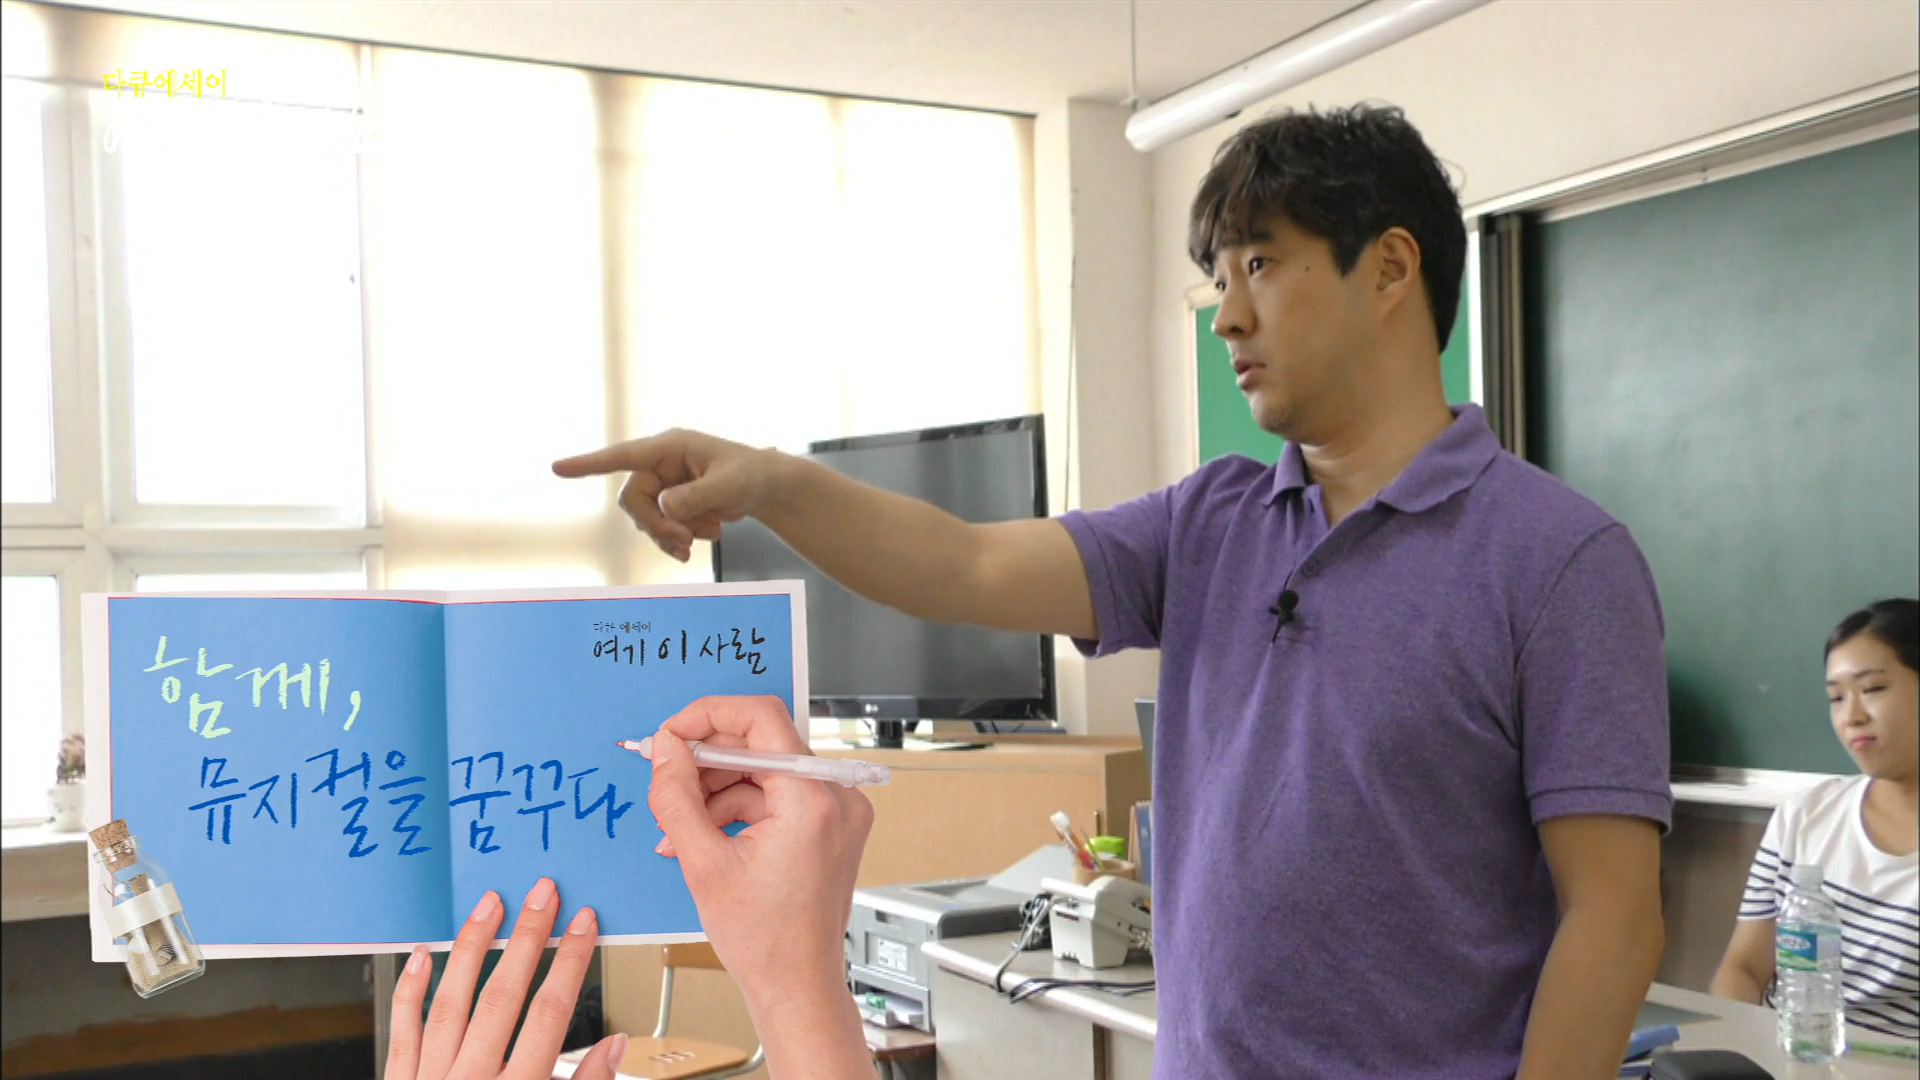 다큐에세이
다큐 에세이
여기 이 사람
함께,
뮤지컬을 꿈꾸다